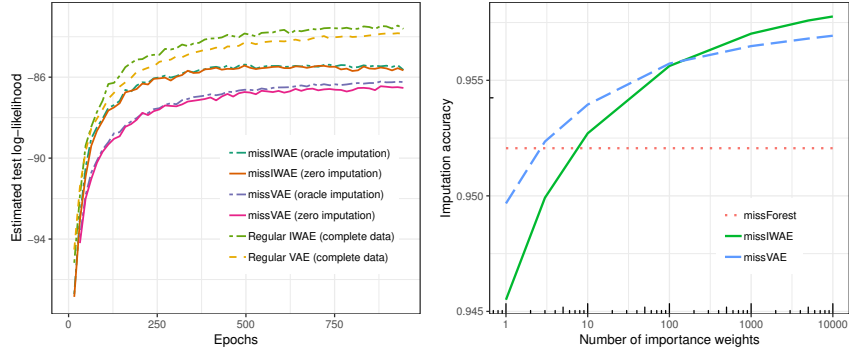 Estimated test log−likelihood
−86
−90
−94
missIWAE (oracle imputation)
missIWAE (zero imputation)
missVAE (oracle imputation)
missVAE (zero imputation)
Regular IWAE (complete data)
Regular VAE (complete data)
0
250
500
750
Epochs
Imputation accuracy
0.955
0.950
0.945
missForest
missIWAE
missVAE
1
10
100
1000
10000
Number of importance weights